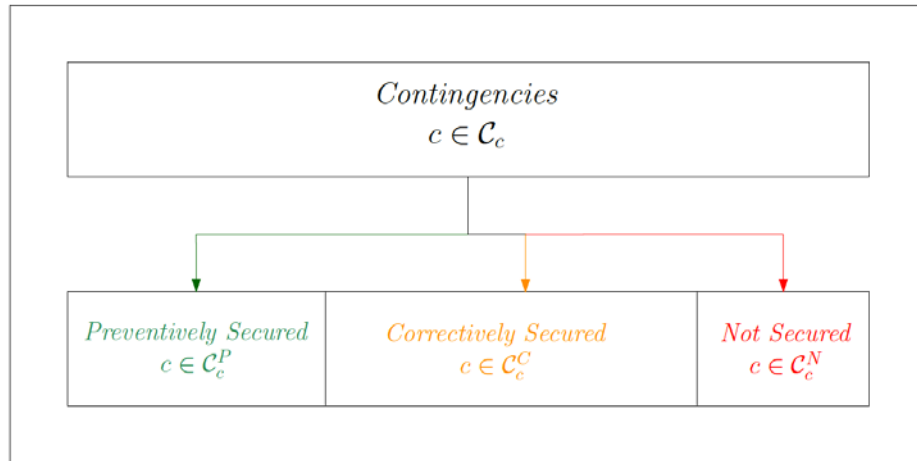 Contingencies
c ∈ 𝒞_c
Preventively Secured
c ∈ 𝒞_c^P
Correctively Secured
c ∈ 𝒞_c^C
Not Secured
c ∈ 𝒞_c^N